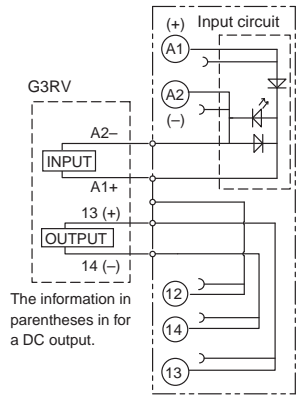 (+)
Input circuit
A1
G3RV
A2
(–)
A2–
INPUT
A1+
13 (+)
OUTPUT
14 (–)
The information in
parentheses in for
a DC output.
12
14
13